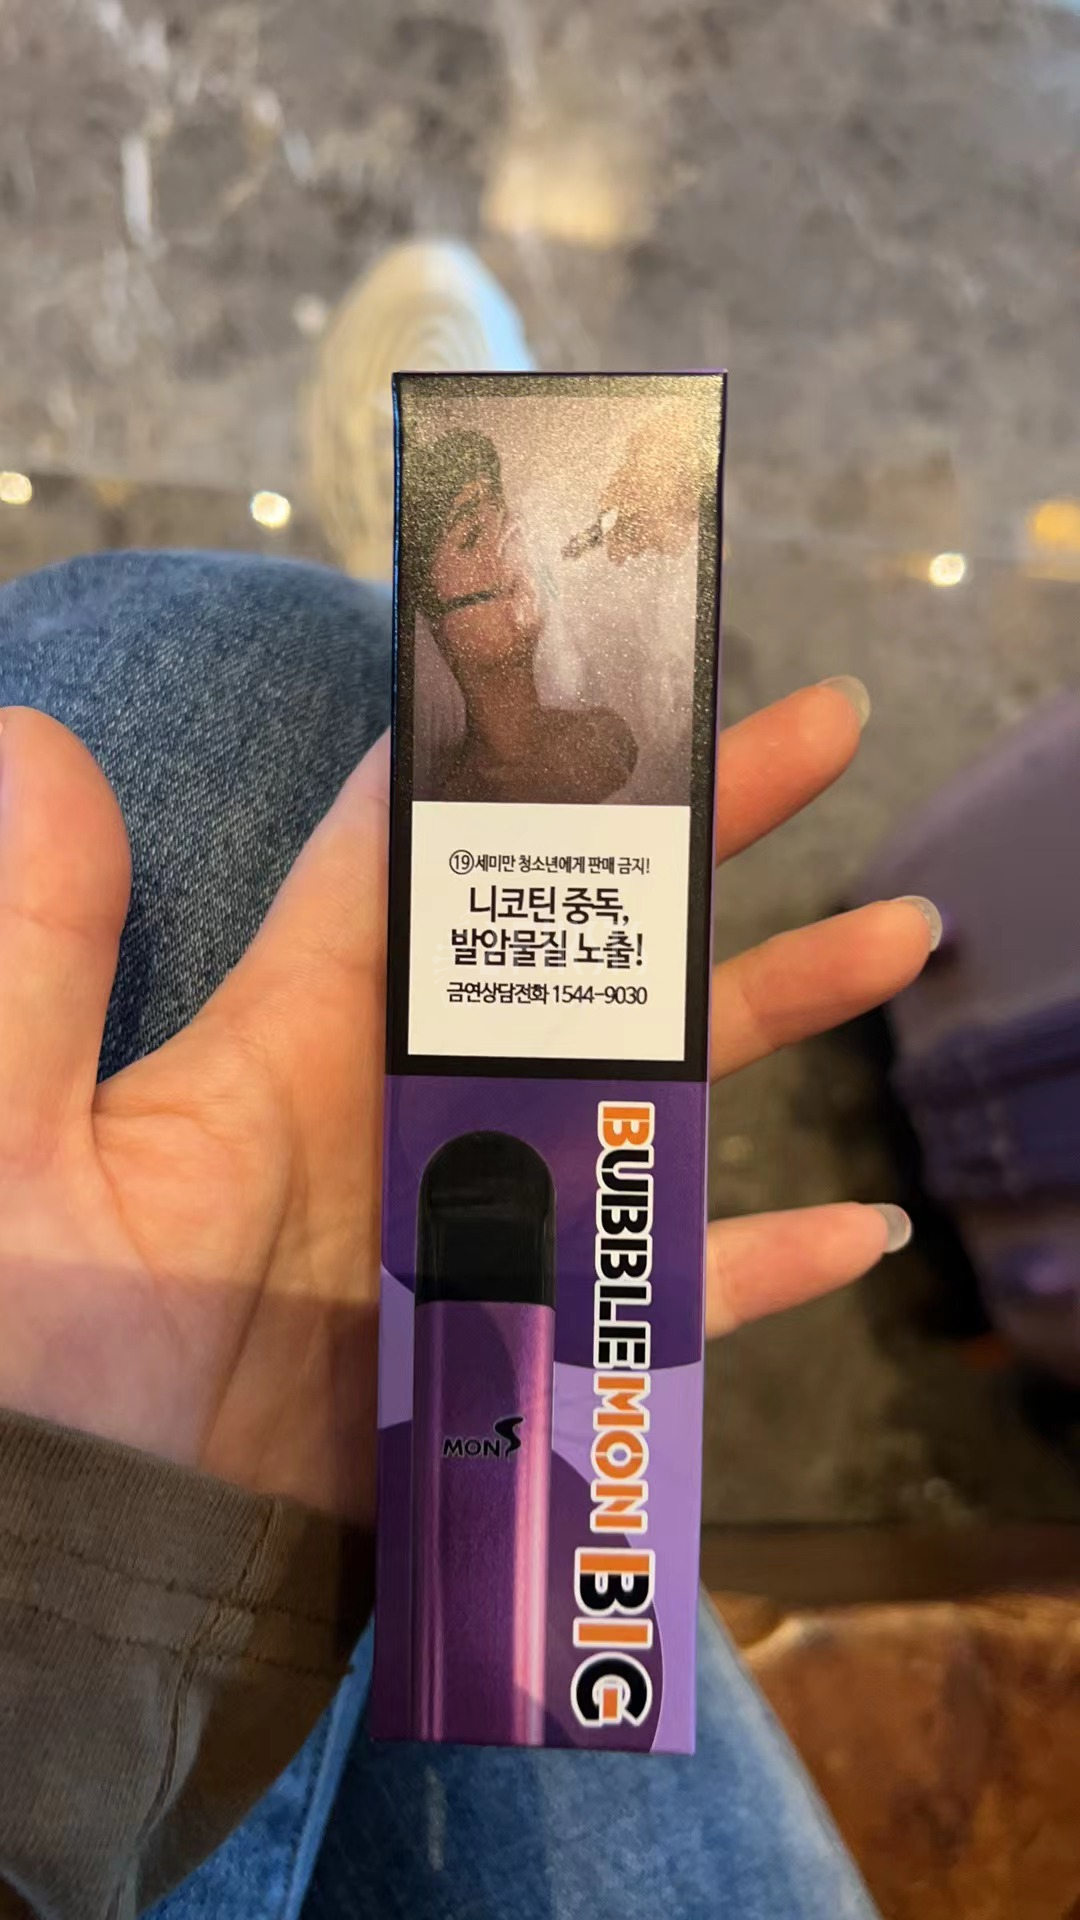 19세미만 청소년에게 판매 금지!
니코틴 중독,
발암물질 노출!
금연상담전화 1544-9030
MON
BUBBLEMON BIG